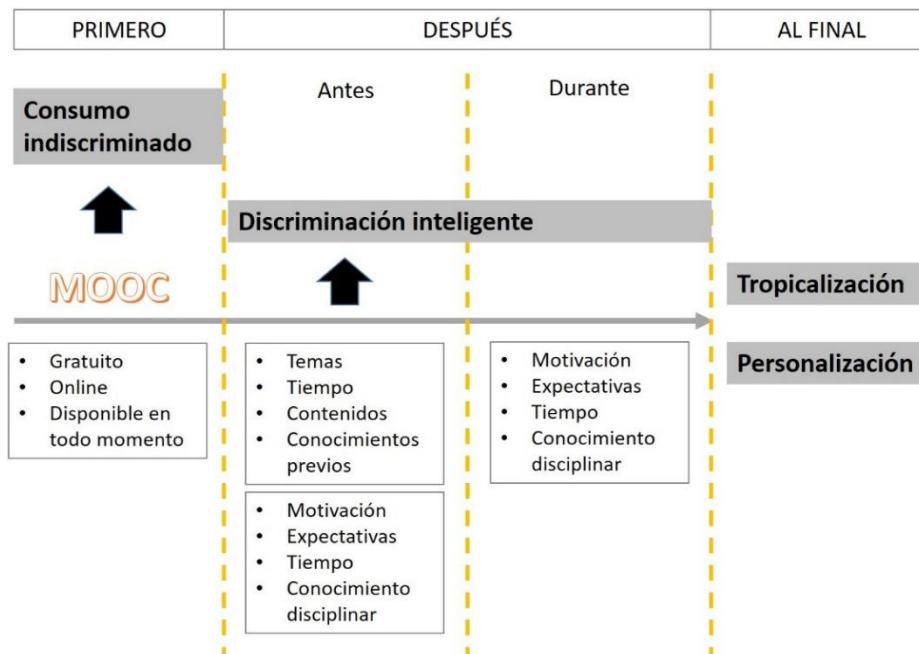 PRIMERO
DESPUÉS
AL FINAL
Antes
Durante
Consumo
indiscriminado
Discriminación inteligente
MOOC
Tropicalización
Personalización
• Gratuito
• Online
• Disponible en
todo momento
• Temas
• Tiempo
• Contenidos
• Conocimientos
previos
• Motivación
• Expectativas
• Tiempo
• Conocimiento
disciplinar
• Motivación
• Expectativas
• Tiempo
• Conocimiento
disciplinar